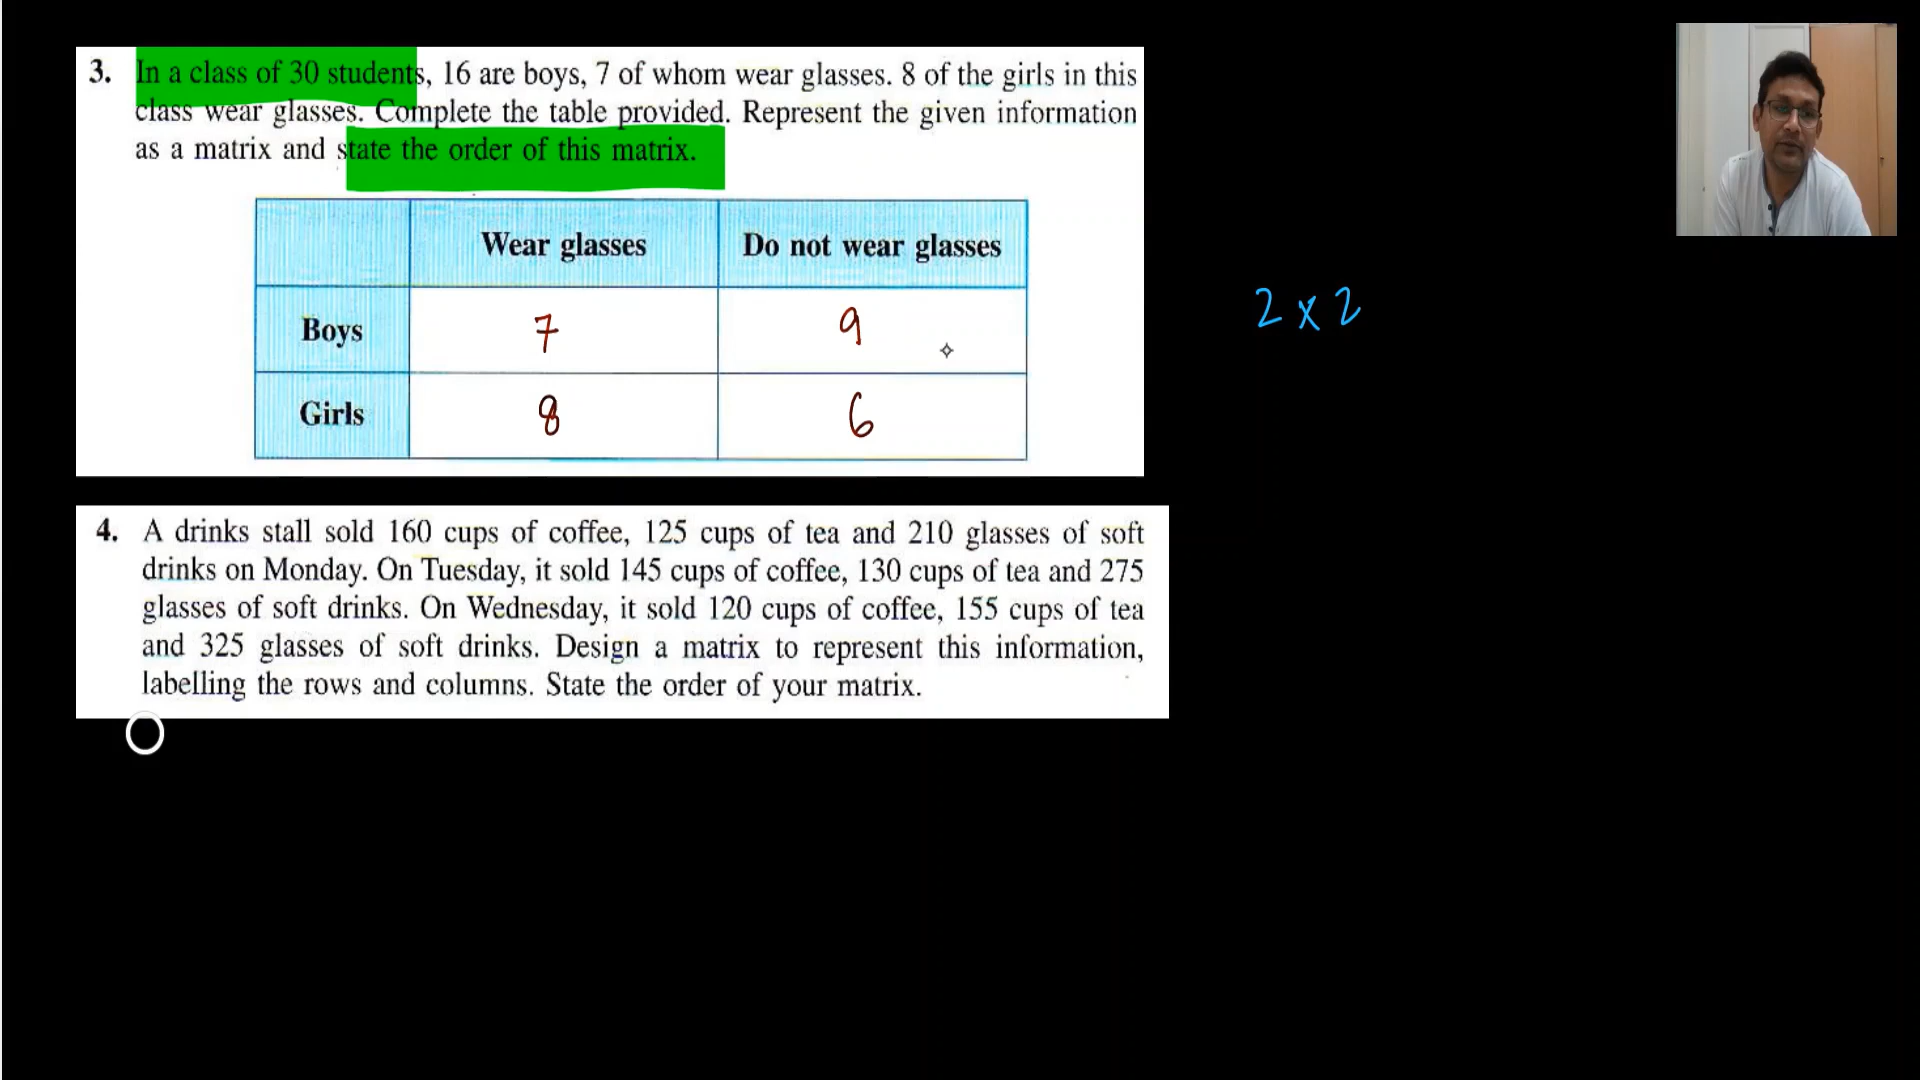 3. In a class of 30 students, 16 are boys, 7 of whom wear glasses. 8 of the girls in this
class wear glasses. Complete the table provided. Represent the given information
as a matrix and state the order of this matrix.
Wear glasses Do not wear glasses
Boys 7 9
Girls 8 6
2 x 2
4. A drinks stall sold 160 cups of coffee, 125 cups of tea and 210 glasses of soft
drinks on Monday. On Tuesday, it sold 145 cups of coffee, 130 cups of tea and 275
glasses of soft drinks. On Wednesday, it sold 120 cups of coffee, 155 cups of tea
and 325 glasses of soft drinks. Design a matrix to represent this information,
labelling the rows and columns. State the order of your matrix.